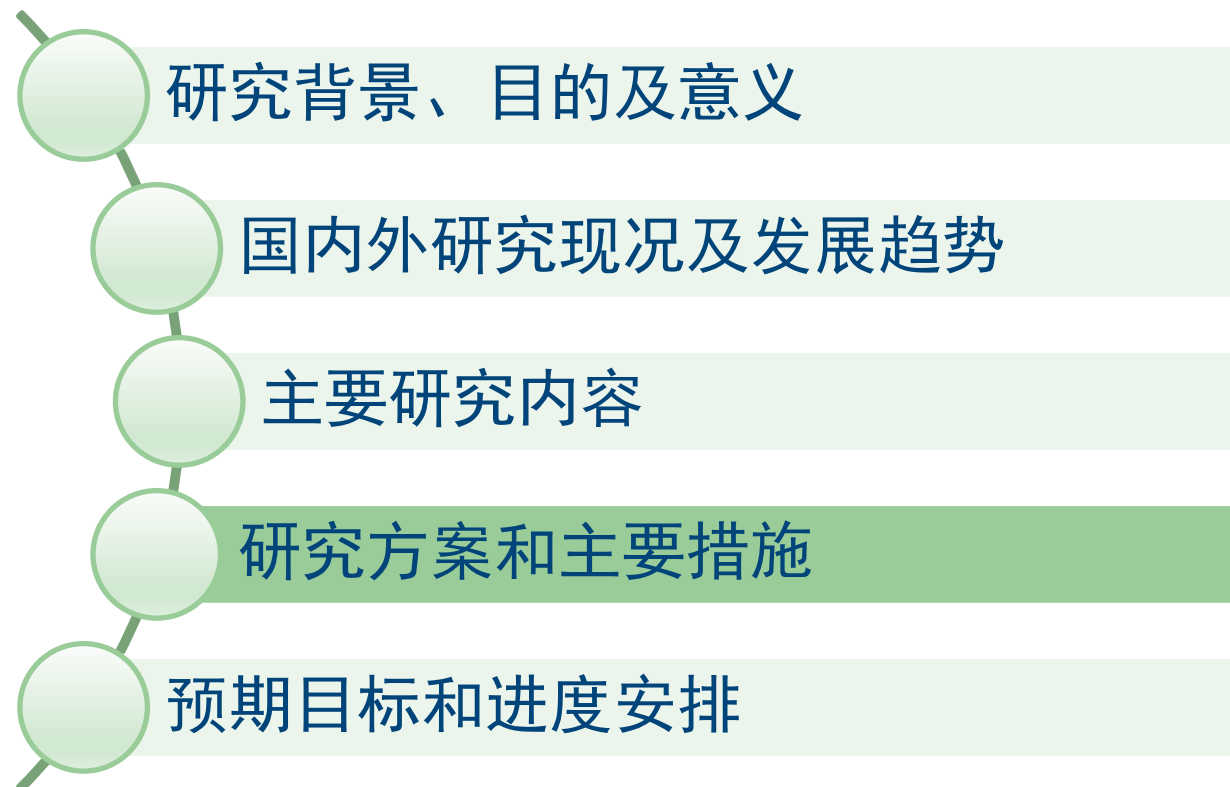 研究背景、目的及意义
国内外研究现况及发展趋势
主要研究内容
研究方案和主要措施
预期目标和进度安排